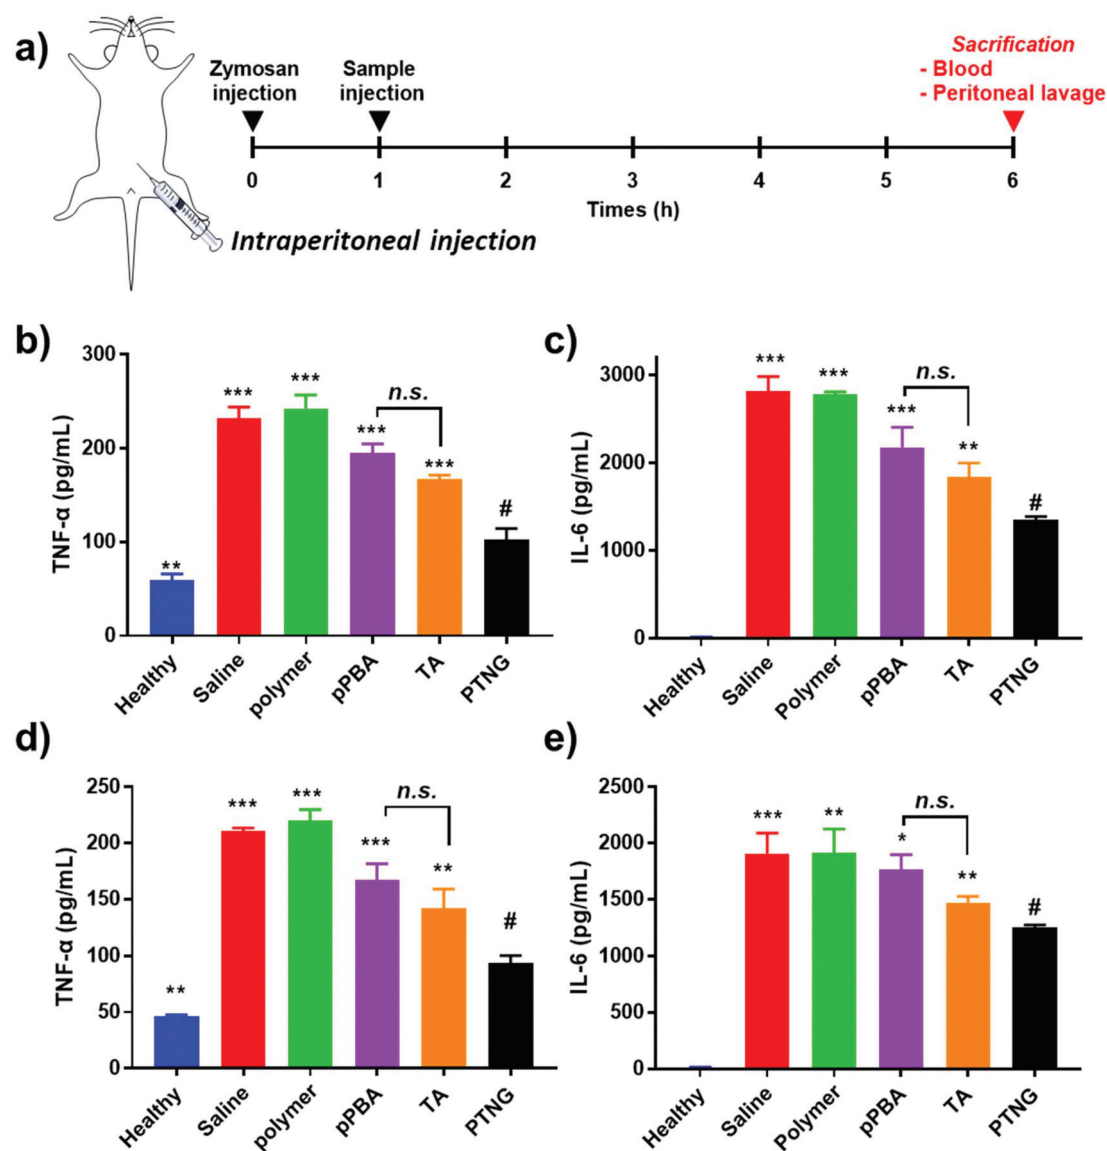 a)
Zymosan
injection
Sample
injection
Sacrification
- Blood
- Peritoneal lavage
0 1 2 3 4 5 6
Times (h)
Intraperitoneal injection
b)
TNF-α (pg/mL)
300
200
100
0
**
***
***
***
n.s.
***
#
Healthy
Saline
polymer
pPBA
TA
PTNG
c)
IL-6 (pg/mL)
3000
2000
1000
0
***
***
***
n.s.
**
#
Healthy
Saline
Polymer
pPBA
TA
PTNG
d)
TNF-α (pg/mL)
250
200
150
100
50
0
**
***
***
***
n.s.
**
#
Healthy
Saline
polymer
pPBA
TA
PTNG
e)
IL-6 (pg/mL)
2500
2000
1500
1000
500
0
***
**
*
n.s.
**
#
Healthy
Saline
Polymer
pPBA
TA
PTNG